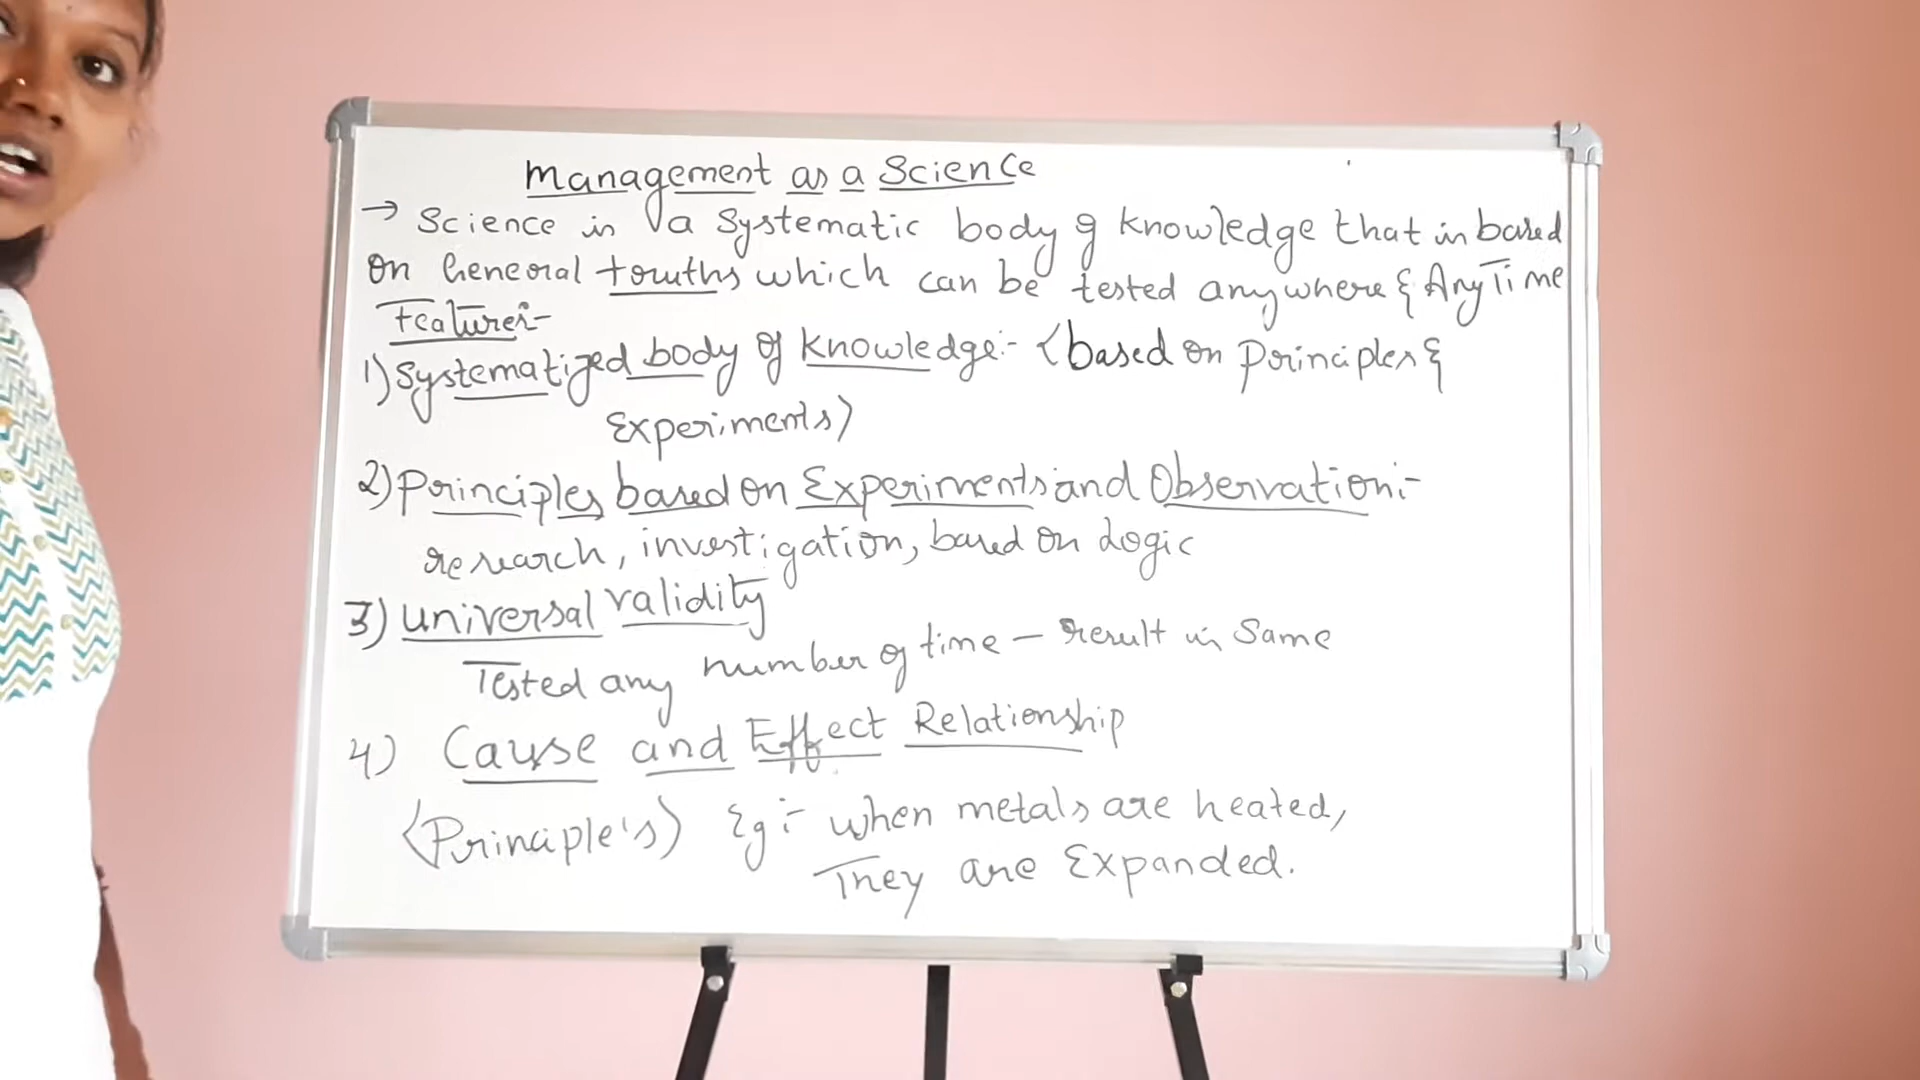 Management as a Science
→ Science is a Systematic body of Knowledge that is based
on General truths which can be tested anywhere & AnyTime
Features:-
1) Systematized body of Knowledge:- (based on Principles &
Experiments)
2) Principles based on Experiments and Observation:-
research, investigation, based on Logic
3) Universal validity
Tested any number of time - result is Same
4) Cause and Effect Relationship
(Principle's) Eg:- when metals are heated,
They are Expanded.